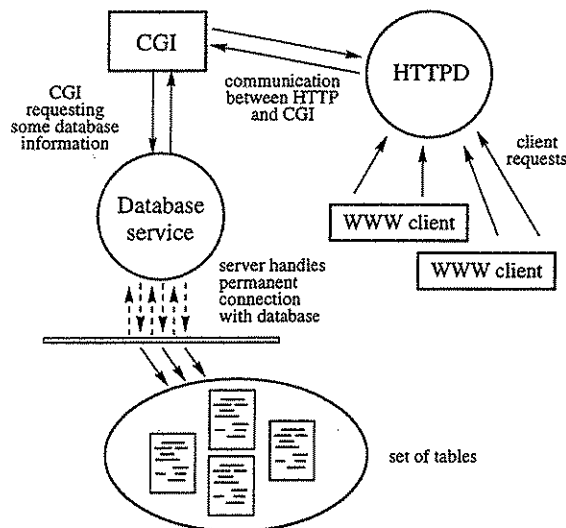 CGI
HTTPD
communication
between HTTP
and CGI
CGI
requesting
some database
information
client
requests
Database
service
WWW client
WWW client
server handles
permanent
connection
with database
set of tables